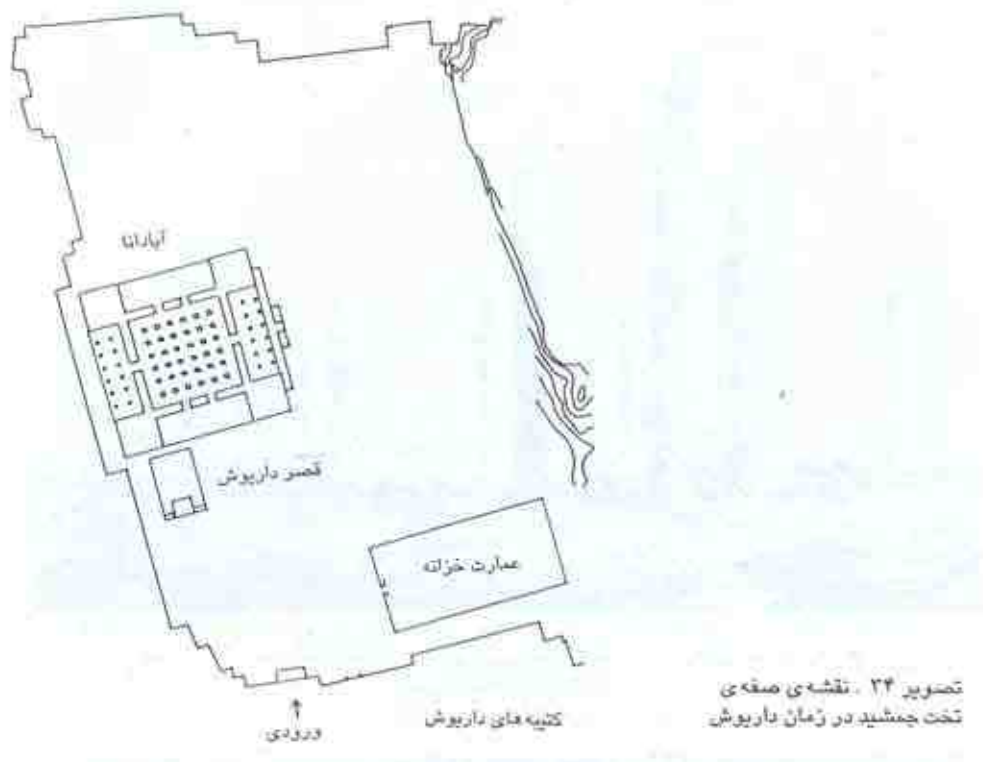 آپادانا
قصر داریوش
عمارت خزانه
ورودی
کتیبه های داریوش
تصویر ۳۴ . نقشه ی صفه ی
تخت جمشید در زمان داریوش